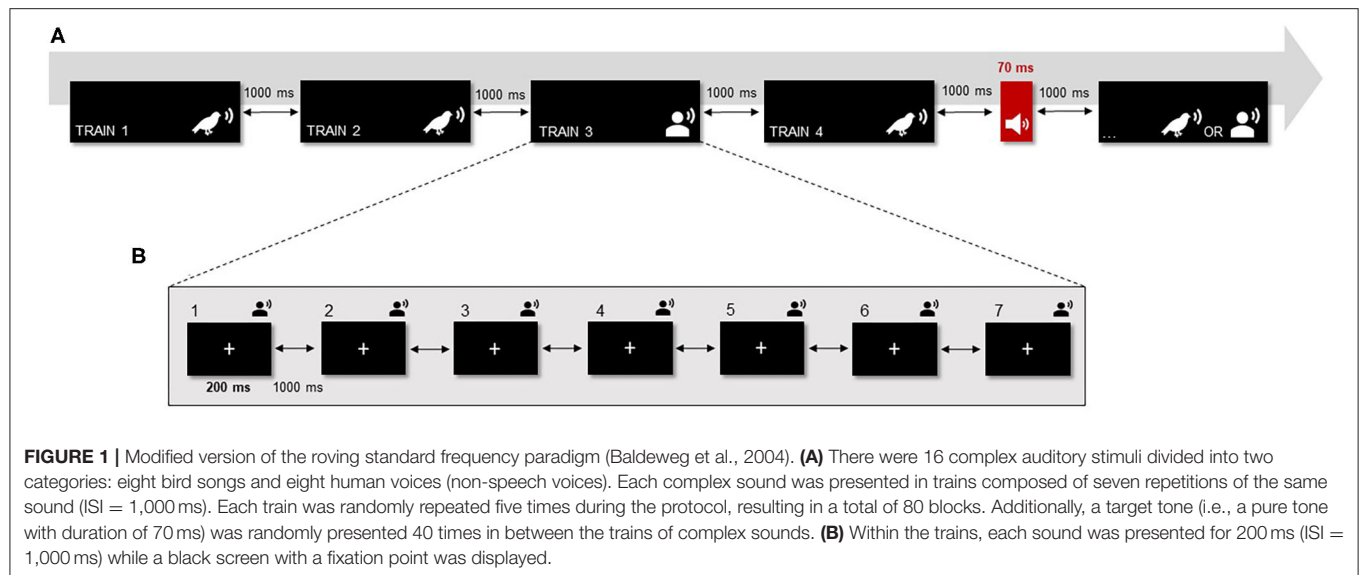 A
70 ms
1000 ms
1000 ms
1000 ms
1000 ms
1000 ms
TRAIN 1
TRAIN 2
TRAIN 3
TRAIN 4
... OR
B
1 2 3 4 5 6 7
200 ms 1000 ms
FIGURE 1 | Modified version of the roving standard frequency paradigm (Baldeweg et al., 2004). (A) There were 16 complex auditory stimuli divided into two
categories: eight bird songs and eight human voices (non-speech voices). Each complex sound was presented in trains composed of seven repetitions of the same
sound (ISI = 1,000 ms). Each train was randomly repeated five times during the protocol, resulting in a total of 80 blocks. Additionally, a target tone (i.e., a pure tone
with duration of 70 ms) was randomly presented 40 times in between the trains of complex sounds. (B) Within the trains, each sound was presented for 200 ms (ISI =
1,000 ms) while a black screen with a fixation point was displayed.